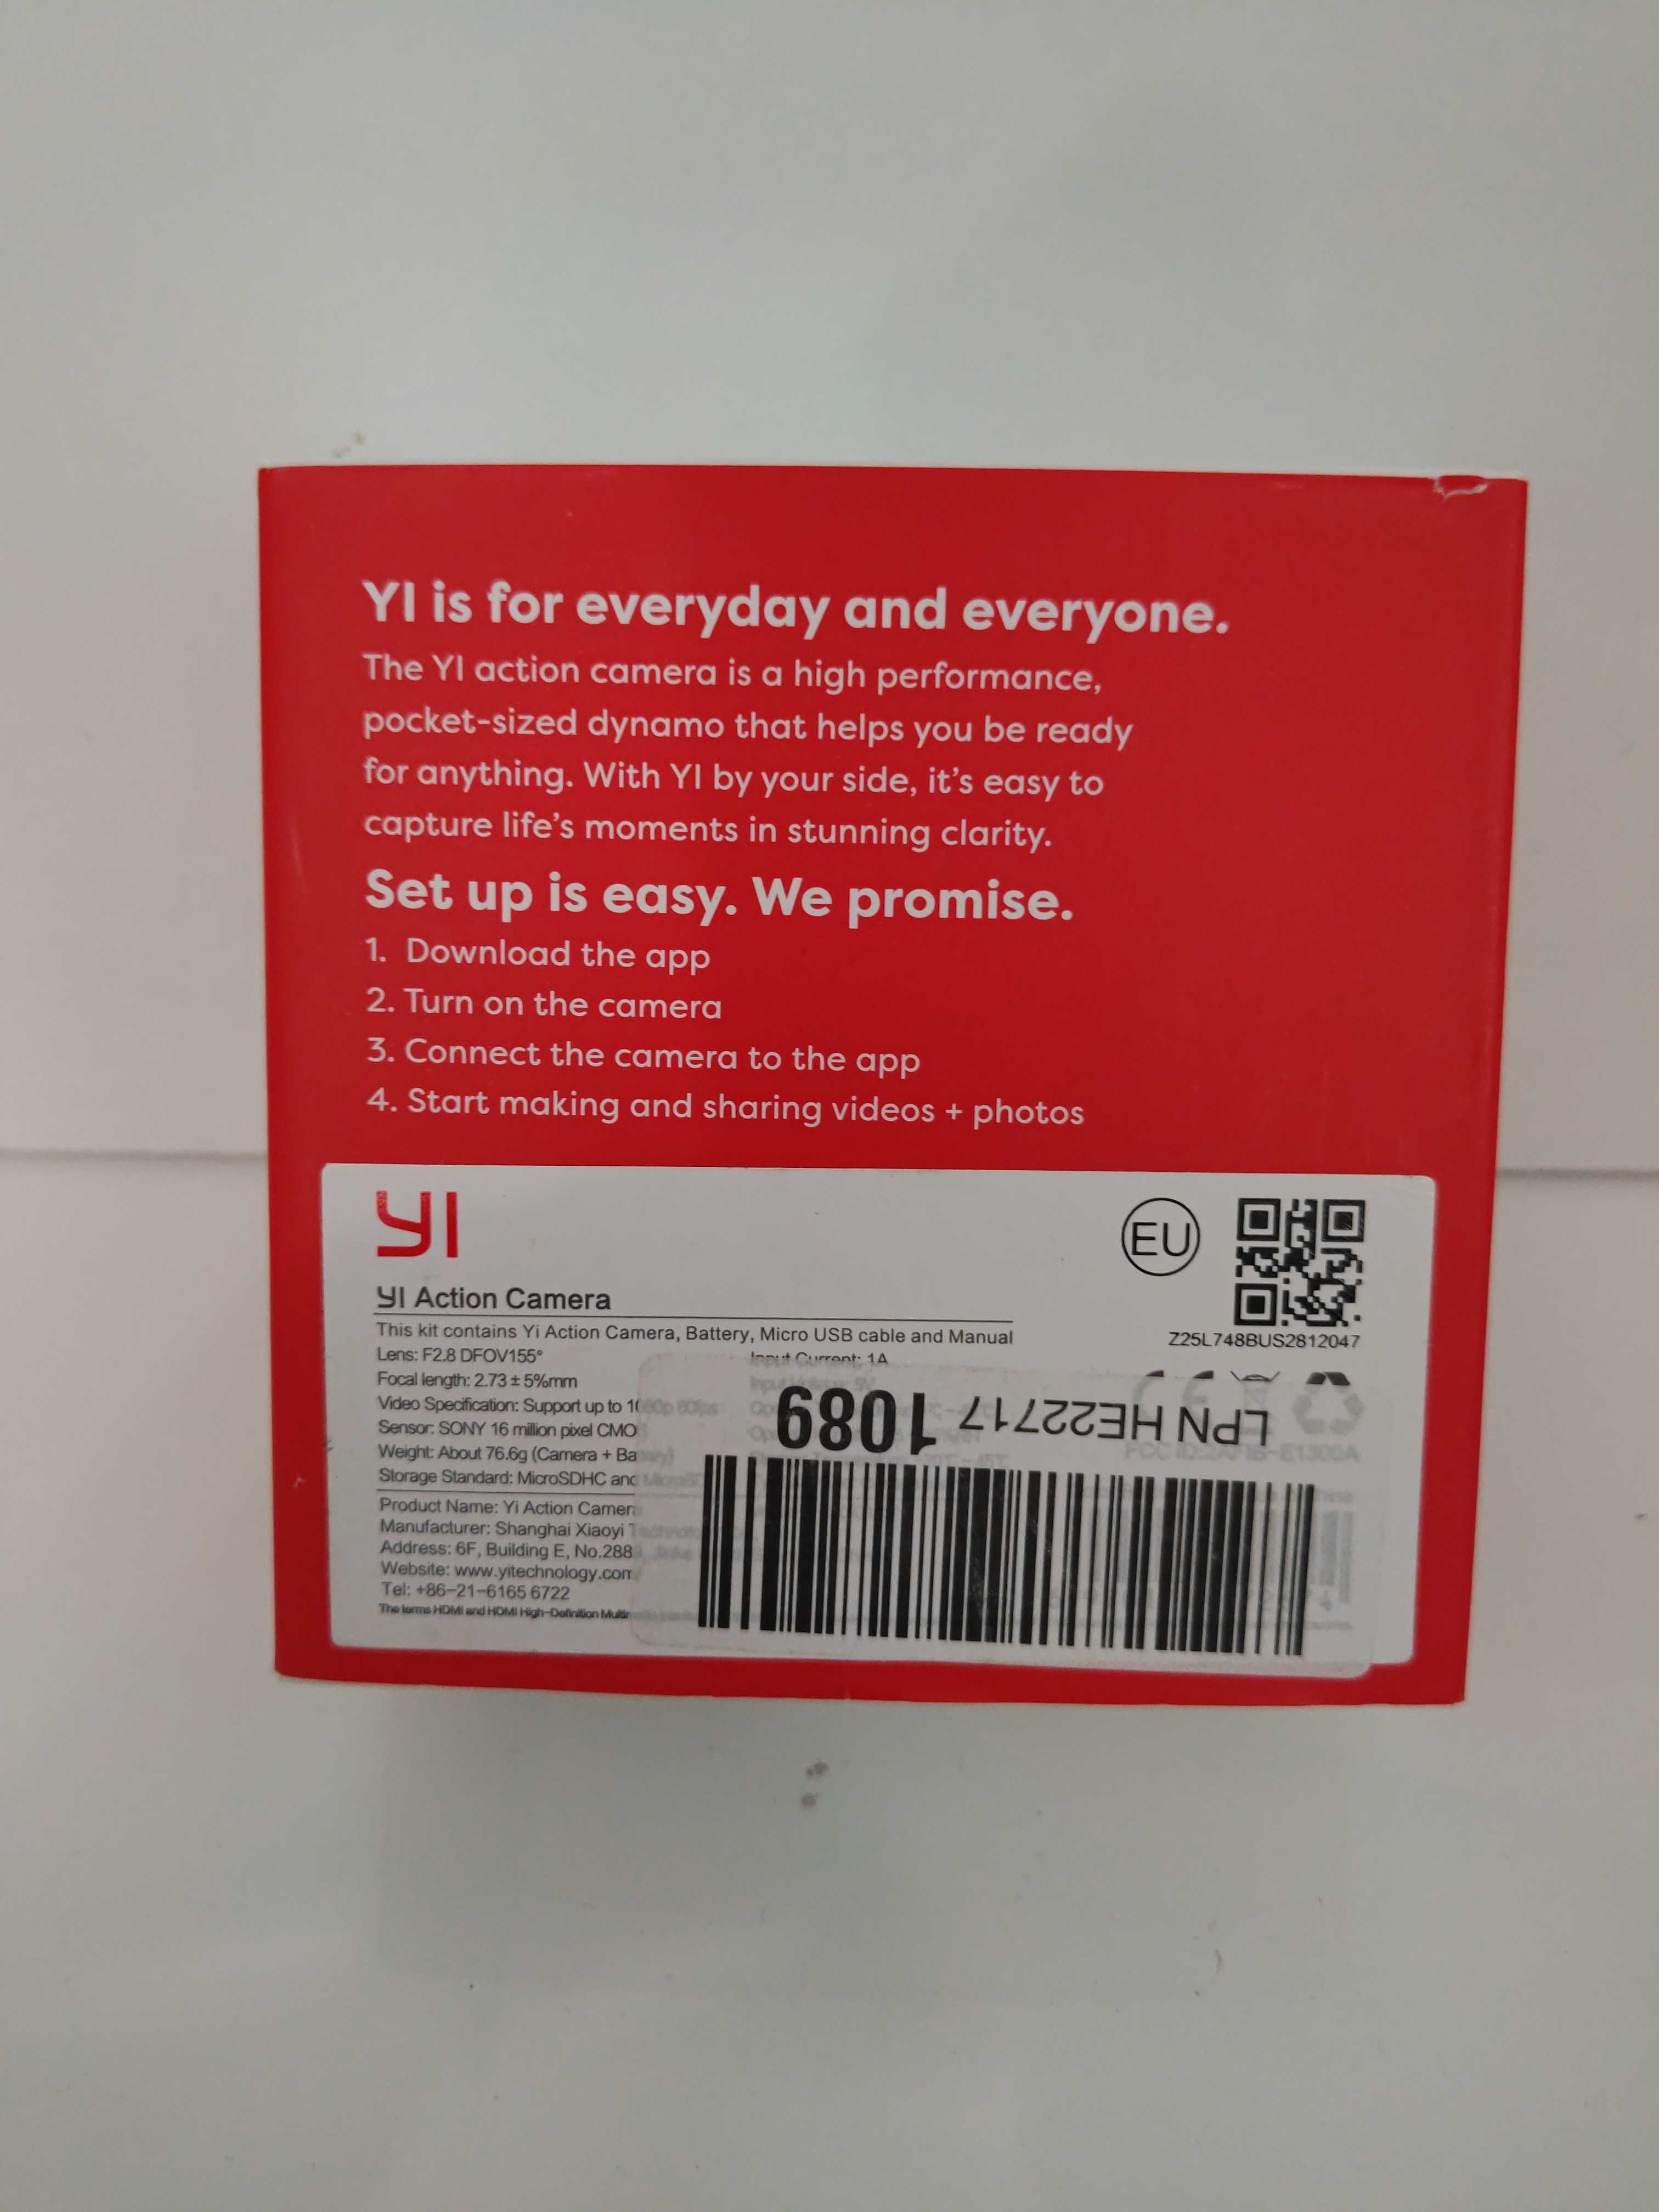 YI is for everyday and everyone.
The YI action camera is a high performance,
pocket-sized dynamo that helps you be ready
for anything. With YI by your side, it's easy to
capture life's moments in stunning clarity.
Set up is easy. We promise.
1. Download the app
2. Turn on the camera
3. Connect the camera to the app
4. Start making and sharing videos + photos
YI
EU
YI Action Camera
This kit contains Yi Action Camera, Battery, Micro USB cable and Manual
Z25L748BUS2812047
Lens: F2.8 DFOV155°
Input Current: 1A
Focal length: 2.73 ± 5%mm
Video Specification: Support up to 1080p 60fps
Sensor: SONY 16 million pixel CMO
Weight: About 76.6g (Camera + Battery)
Storage Standard: MicroSDHC and
Product Name: Yi Action Camera
Manufacturer: Shanghai Xiaoyi
Address: 6F, Building E, No.288
Website: www.yitechnology.com
Tel: +86-21-6165 6722
The terms HDMI and HDMI High-Definition
LPN HE22717 1089